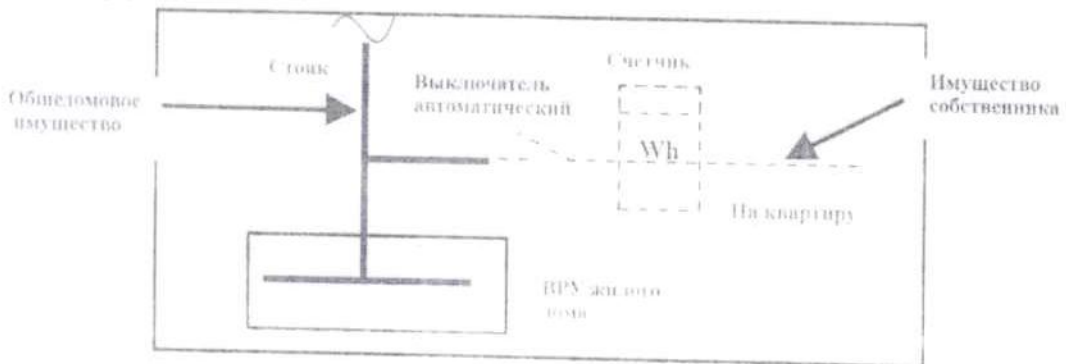 Общедомовое
имущество
Стояк
Выключатель
автоматический
Счетчик
Wh
Имущество
собственника
На квартиру
ВРУ жилого
дома